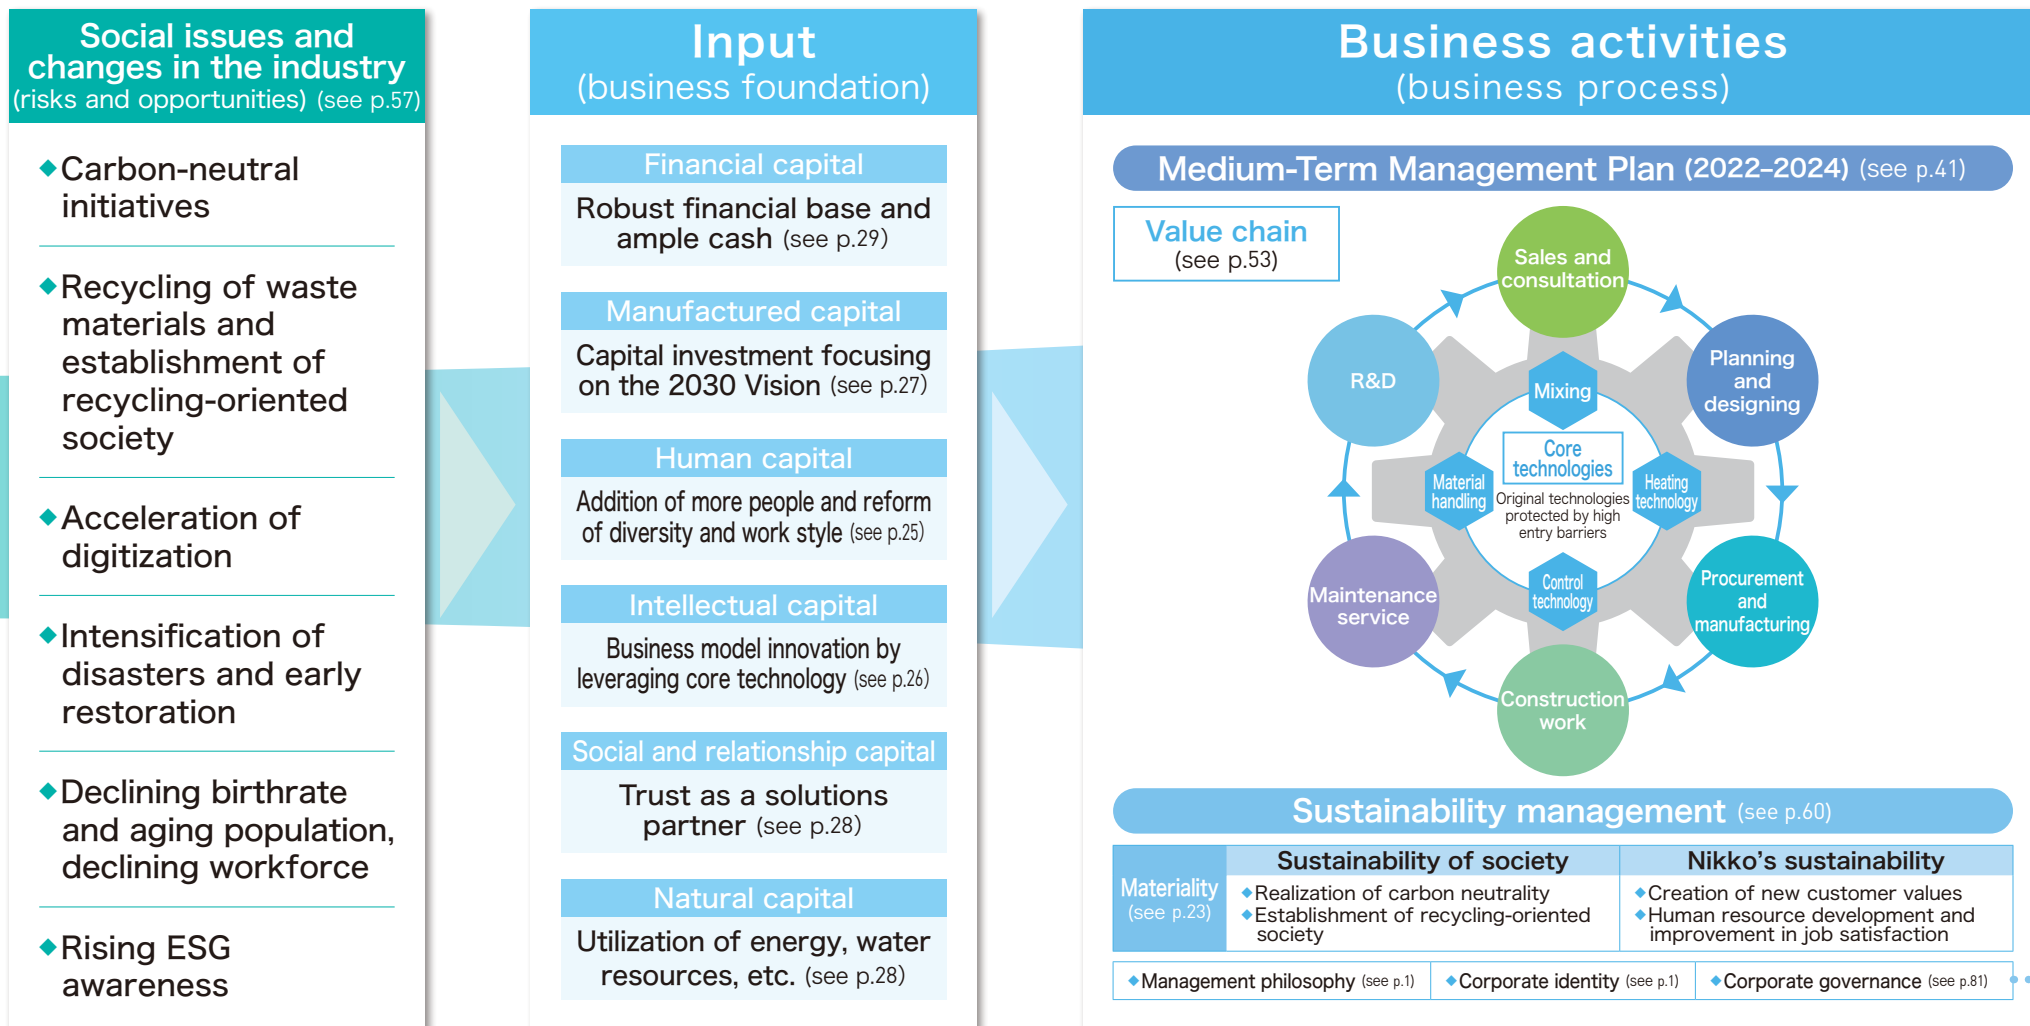 Social issues and
changes in the industry
(risks and opportunities) (see p.57)
◆Carbon-neutral
initiatives
◆Recycling of waste
materials and
establishment of
recycling-oriented
society
◆Acceleration of
digitization
◆Intensification of
disasters and early
restoration
◆Declining birthrate
and aging population,
declining workforce
◆Rising ESG
awareness
Input
(business foundation)
Financial capital
Robust financial base and
ample cash (see p.29)
Manufactured capital
Capital investment focusing
on the 2030 Vision (see p.27)
Human capital
Addition of more people and reform
of diversity and work style (see p.25)
Intellectual capital
Business model innovation by
leveraging core technology (see p.26)
Social and relationship capital
Trust as a solutions
partner (see p.28)
Natural capital
Utilization of energy, water
resources, etc. (see p.28)
Business activities
(business process)
Medium-Term Management Plan (2022–2024) (see p.41)
Value chain
(see p.53)
Sales and
consultation
Planning
and
designing
Procurement
and
manufacturing
Construction
work
Maintenance
service
R&D
Mixing
Heating
technology
Control
technology
Material
handling
Core
technologies
Original technologies
protected by high
entry barriers
Sustainability management (see p.60)
Materiality
(see p.23)
Sustainability of society
◆Realization of carbon neutrality
◆Establishment of recycling-oriented
society
Nikko’s sustainability
◆Creation of new customer values
◆Human resource development and
improvement in job satisfaction
◆Management philosophy (see p.1)
◆Corporate identity (see p.1)
◆Corporate governance (see p.81)